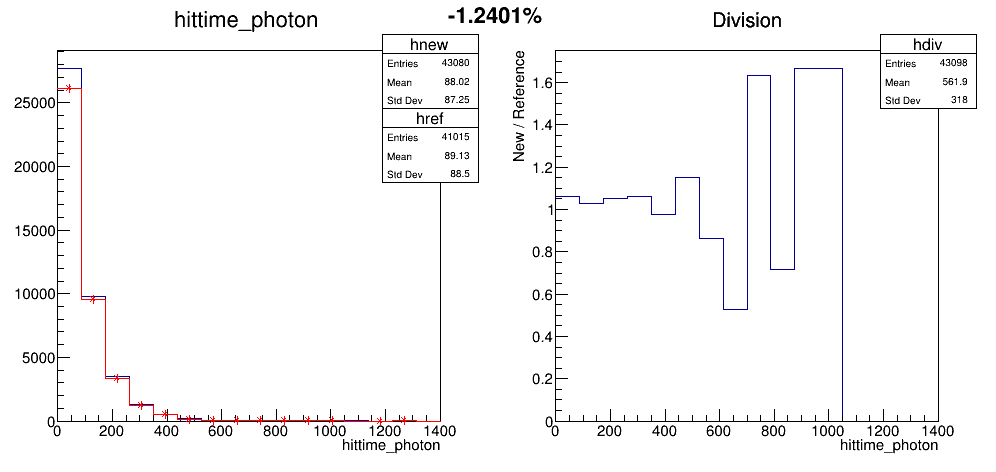 -1.2401%
hittime_photon
hnew
Entries 43080
Mean 88.02
Std Dev 87.25
href
Entries 41015
Mean 89.13
Std Dev 88.5
25000
20000
15000
10000
5000
0
0 200 400 600 800 1000 1200 1400
hittime_photon
Division
hdiv
Entries 43098
Mean 561.9
Std Dev 318
New / Reference
1.6
1.4
1.2
1
0.8
0.6
0.4
0.2
0
0 200 400 600 800 1000 1200 1400
hittime_photon